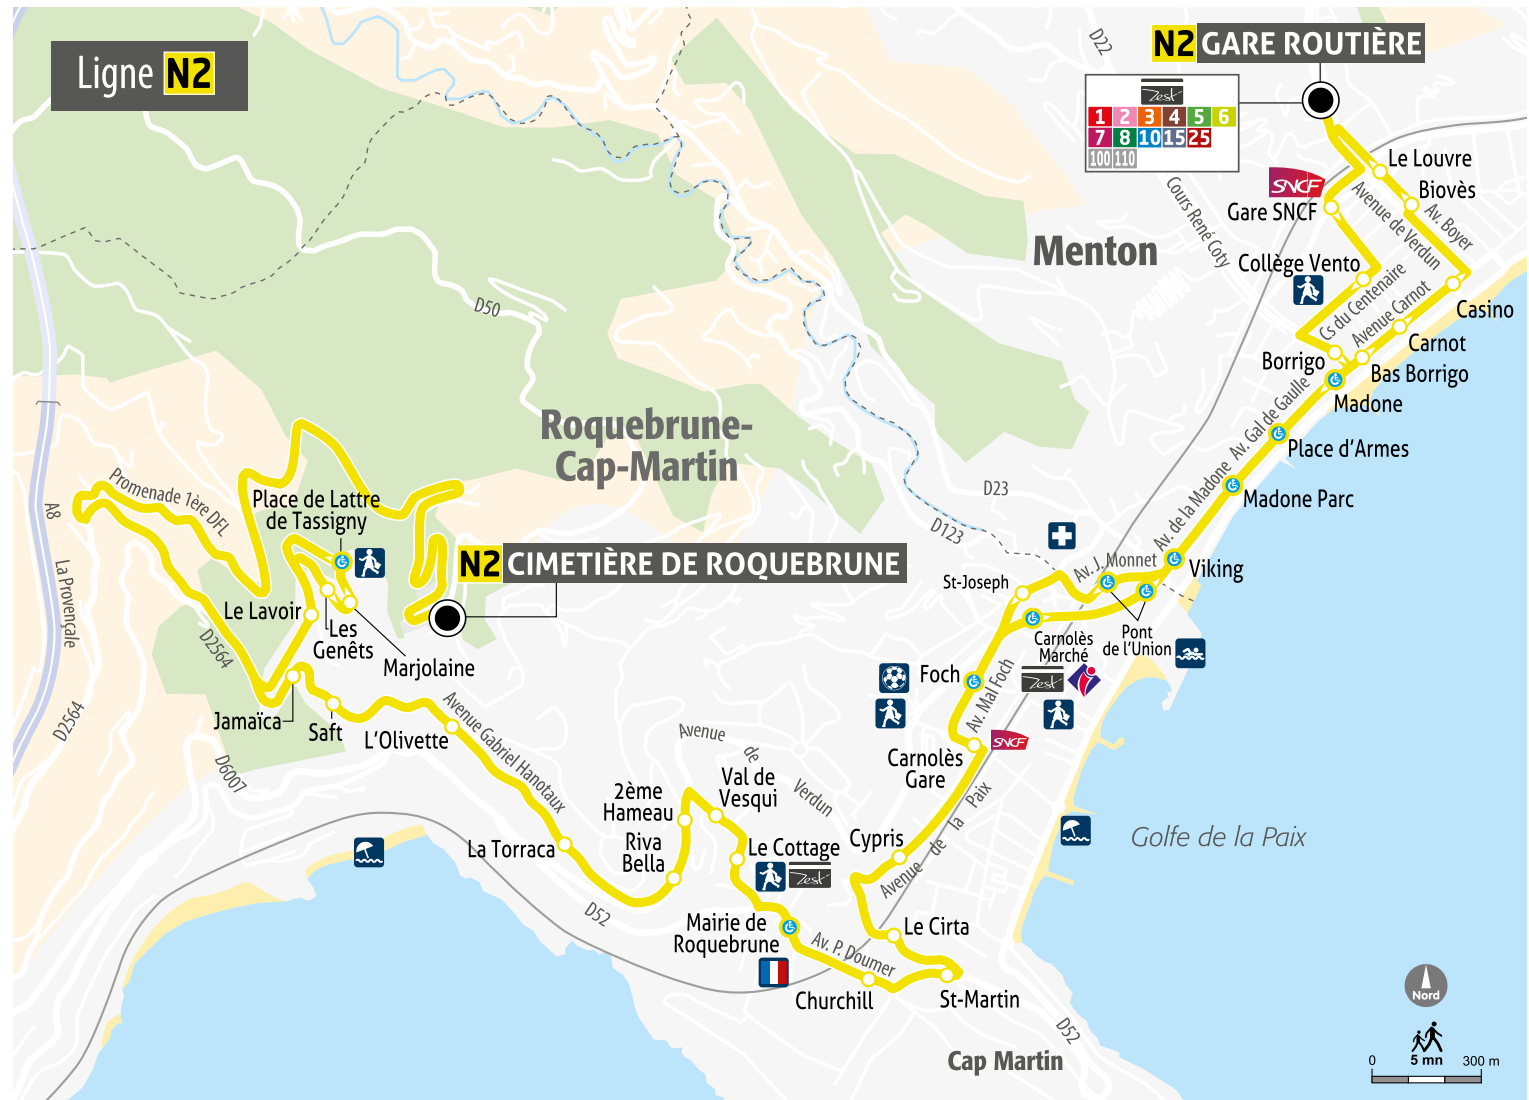 Ligne N2
N2 GARE ROUTIÈRE
Zest
1 2 3 4 5 6
7 8 10 15 25
100 110
D22
Cours René Coty
SNCF
Gare SNCF
Le Louvre
Biovès
Avenue de Verdun
Av. Boyer
Menton
Collège Vento
Cs du Centenaire
Avenue Carnot
Casino
Carnot
Borrigo
Bas Borrigo
Madone
Av. Gal de Gaulle
Place d'Armes
Av. de la Madone
Madone Parc
D50
Roquebrune-
Cap-Martin
D23
D123
Av. J. Monnet
Viking
St-Joseph
Pont
de l'Union
Carnolès
Marché
Zest
Foch
Av. Mal Foch
SNCF
Carnolès
Gare
Promenade 1ère DFL
Place de Lattre
de Tassigny
A8
La Provençale
N2 CIMETIÈRE DE ROQUEBRUNE
Le Lavoir
Les
Genêts
Marjolaine
D2564
D2564
Jamaïca
Saft
L'Olivette
Avenue Gabriel Hanotaux
D6007
Avenue de Verdun
2ème
Hameau
Val de
Vesqui
Riva
Bella
La Torraca
Le Cottage
Zest
Cypris
Avenue de la Paix
Golfe de la Paix
D52
Mairie de
Roquebrune
Av. P. Doumer
Le Cirta
Churchill
St-Martin
D52
Cap Martin
Nord
0 5 mn 300 m